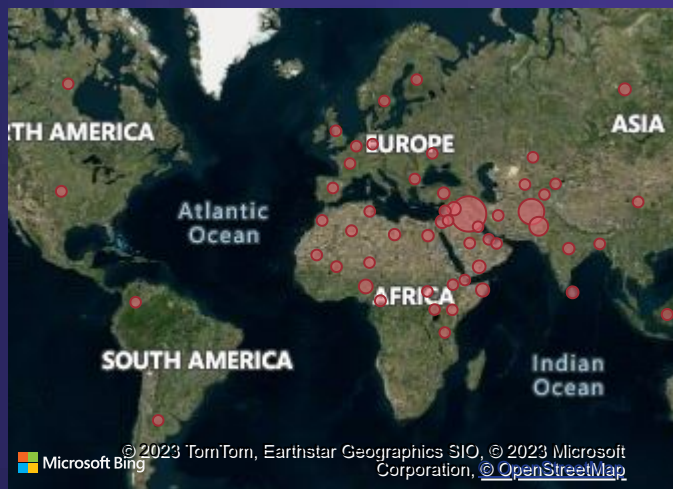 RTH AMERICA
EUROPE
ASIA
Atlantic
Ocean
AFRICA
SOUTH AMERICA
Indian
Ocean
© 2023 TomTom, Earthstar Geographics SIO, © 2023 Microsoft
Microsoft Bing
Corporation, © OpenStreetMap